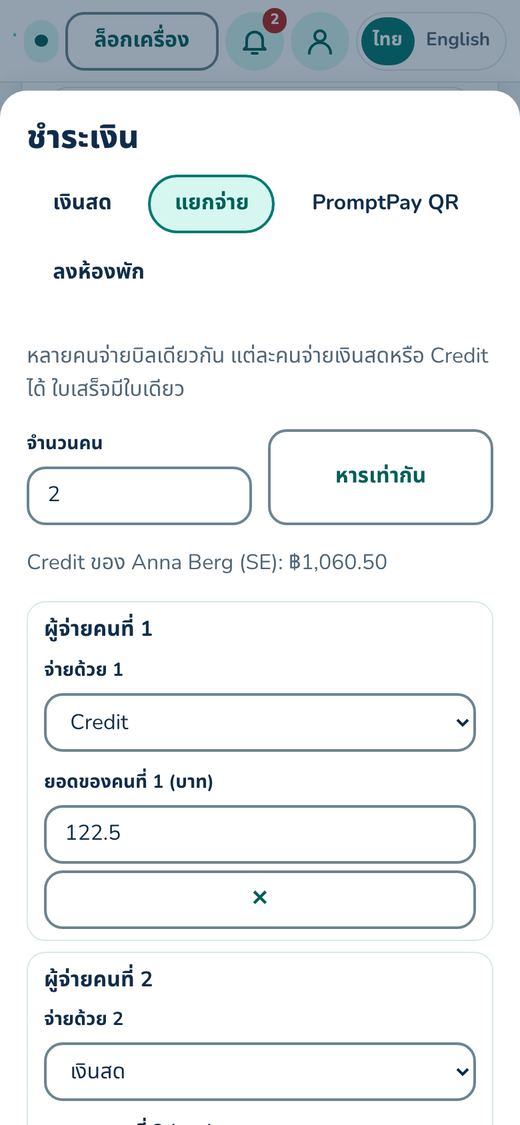 ล็อกเครื่อง
2
ไทย
English
ชำระเงิน
เงินสด
แยกจ่าย
PromptPay QR
ลงห้องพัก
หลายคนจ่ายบิลเดียวกัน แต่ละคนจ่ายเงินสดหรือ Credit
ได้ ใบเสร็จมีใบเดียว
จำนวนคน
2
หารเท่ากัน
Credit ของ Anna Berg (SE): ฿1,060.50
ผู้จ่ายคนที่ 1
จ่ายด้วย 1
Credit
ยอดของคนที่ 1 (บาท)
122.5
✕
ผู้จ่ายคนที่ 2
จ่ายด้วย 2
เงินสด